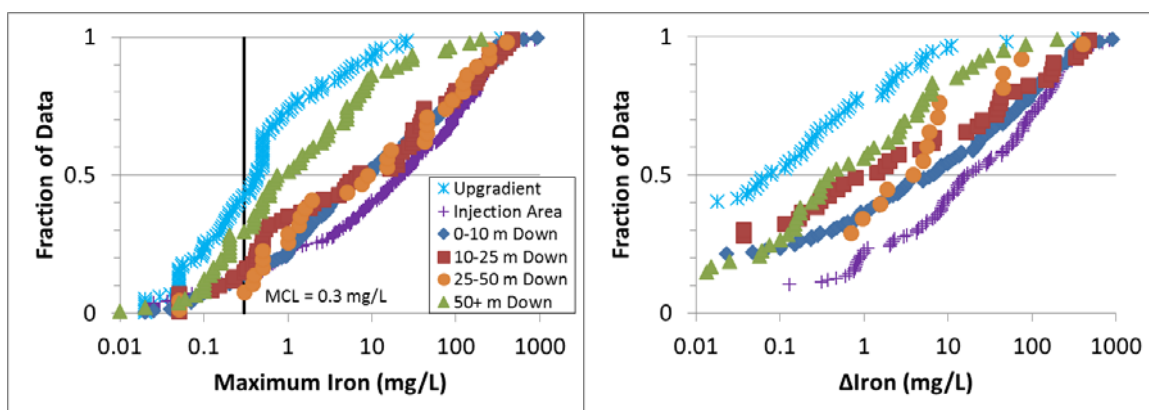 Fraction of Data
1
0.5
0
0.01
0.1
1
10
100
1000
Maximum Iron (mg/L)
MCL = 0.3 mg/L
Upgradient
Injection Area
0-10 m Down
10-25 m Down
25-50 m Down
50+ m Down
Fraction of Data
1
0.5
0
0.01
0.1
1
10
100
1000
ΔIron (mg/L)